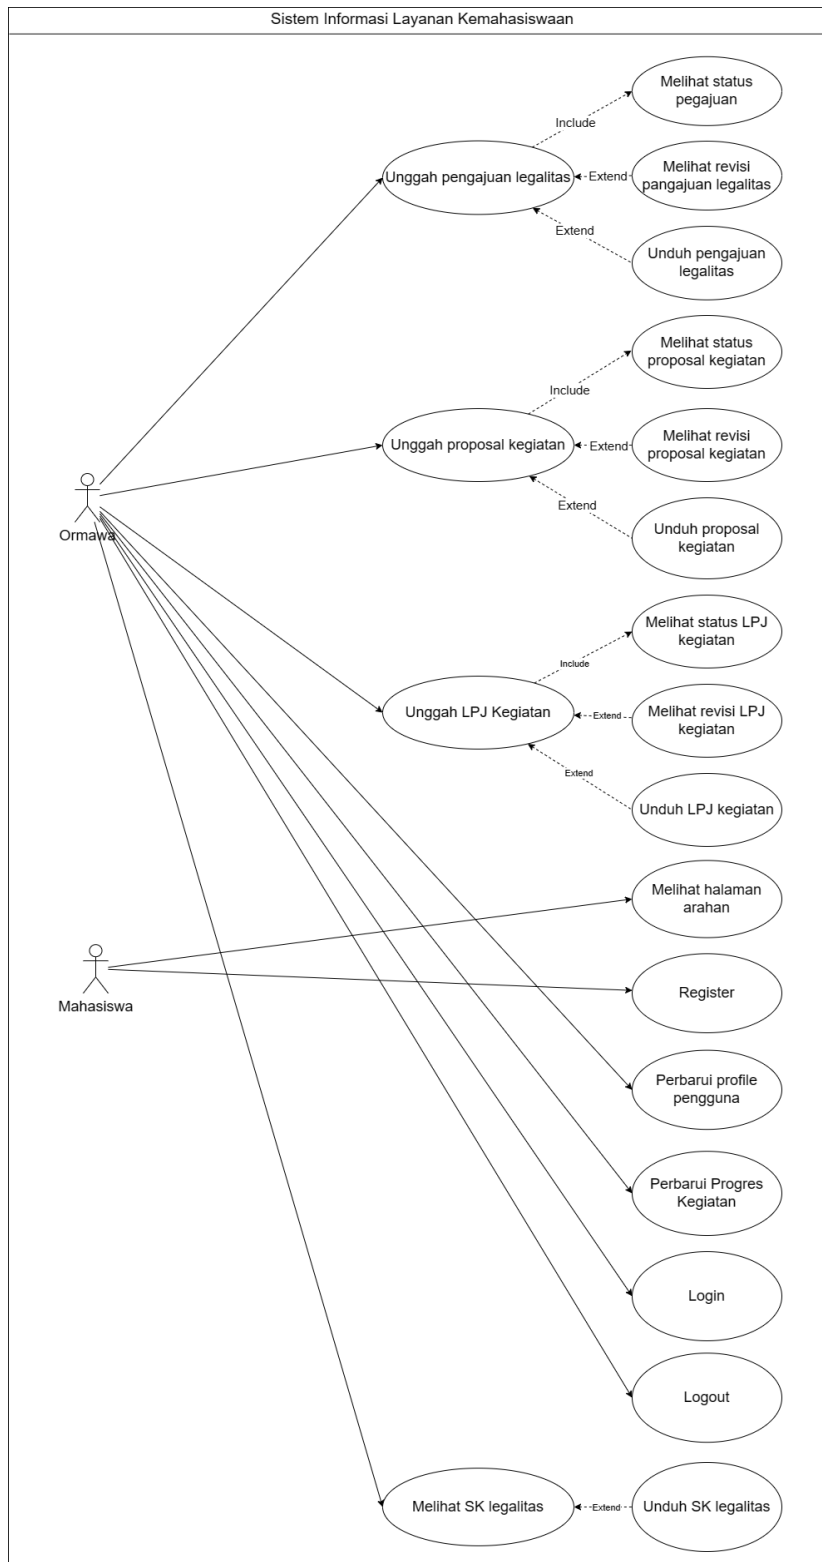 Sistem Informasi Layanan Kemahasiswaan
Melihat status
pegajuan
Include
Unggah pengajuan legalitas
Extend
Melihat revisi
pangajuan legalitas
Extend
Unduh pengajuan
legalitas
Melihat status
proposal kegiatan
Include
Unggah proposal kegiatan
Extend
Melihat revisi
proposal kegiatan
Extend
Unduh proposal
kegiatan
Ormawa
Melihat status LPJ
kegiatan
Include
Unggah LPJ Kegiatan
Extend
Melihat revisi LPJ
kegiatan
Extend
Unduh LPJ kegiatan
Melihat halaman
arahan
Mahasiswa
Register
Perbarui profile
pengguna
Perbarui Progres
Kegiatan
Login
Logout
Melihat SK legalitas
Extend
Unduh SK legalitas